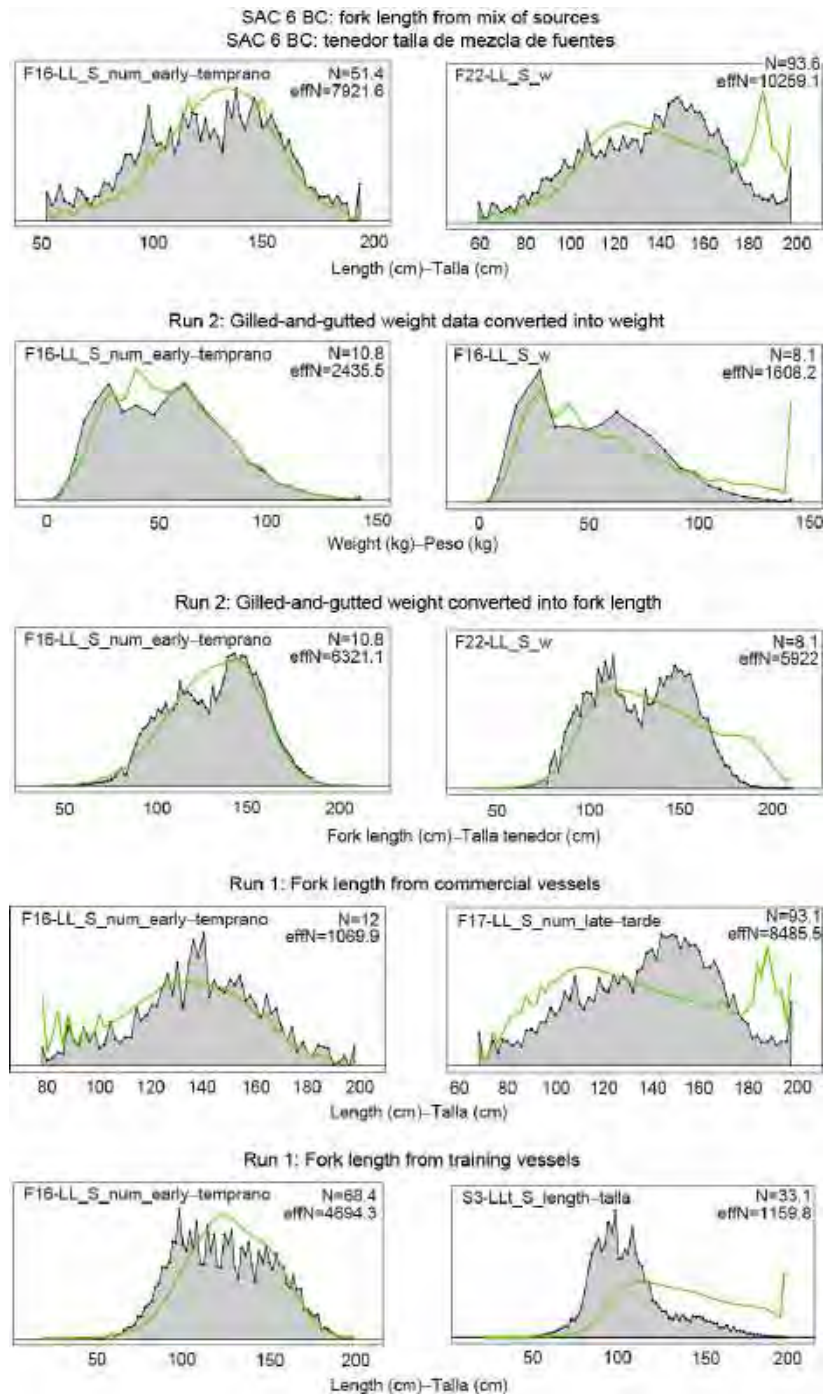 SAC 6 BC: fork length from mix of sources
SAC 6 BC: tenedor talla de mezcla de fuentes
F16-LL_S_num_early-temprano N=51.4
effN=7921.6
F22-LL_S_w N=93.6
effN=10259.1
50 100 150 200
60 80 100 120 140 160 180 200
Length (cm)–Talla (cm)
Run 2: Gilled-and-gutted weight data converted into weight
F16-LL_S_num_early-temprano N=10.8
effN=2435.5
F16-LL_S_w N=8.1
effN=1608.2
0 50 100 150
0 50 100 150
Weight (kg)–Peso (kg)
Run 2: Gilled-and-gutted weight converted into fork length
F16-LL_S_num_early-temprano N=10.8
effN=6321.1
F22-LL_S_w N=8.1
effN=5922
50 100 150 200
50 100 150 200
Fork length (cm)–Talla tenedor (cm)
Run 1: Fork length from commercial vessels
F16-LL_S_num_early-temprano N=12
effN=1069.9
F17-LL_S_num_late-tarde N=93.1
effN=8485.5
80 100 120 140 160 180 200
60 80 100 120 140 160 180 200
Length (cm)–Talla (cm)
Run 1: Fork length from training vessels
F16-LL_S_num_early-temprano N=68.4
effN=4694.3
S3-LLt_S_length-talla N=33.1
effN=1159.8
50 100 150 200
50 100 150 200
Length (cm)–Talla (cm)